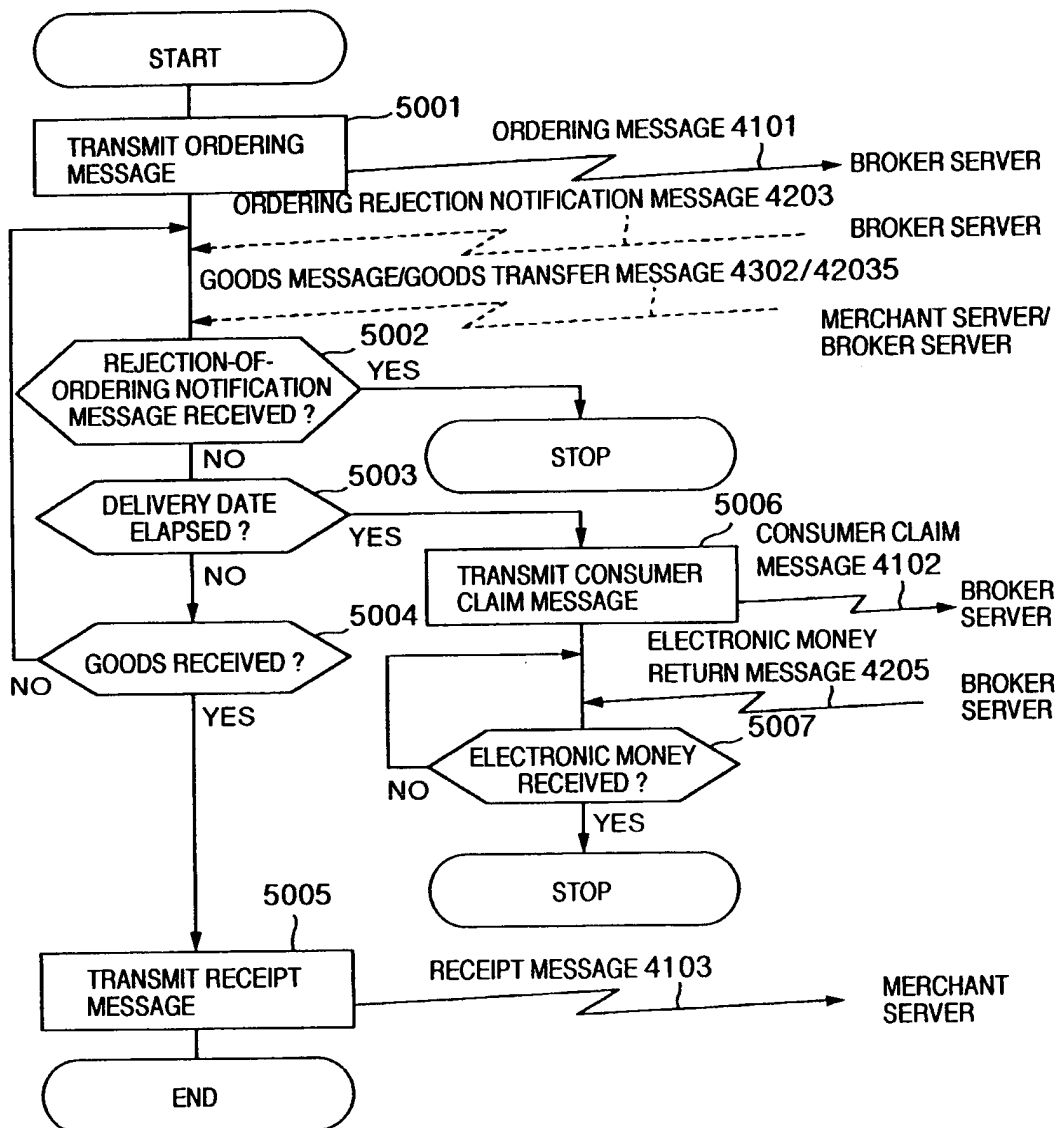 START
5001
TRANSMIT ORDERING
MESSAGE
ORDERING MESSAGE 4101
BROKER SERVER
ORDERING REJECTION NOTIFICATION MESSAGE 4203
BROKER SERVER
GOODS MESSAGE/GOODS TRANSFER MESSAGE 4302/42035
MERCHANT SERVER/
BROKER SERVER
5002
REJECTION-OF-
ORDERING NOTIFICATION
MESSAGE RECEIVED ?
YES
STOP
NO
5003
DELIVERY DATE
ELAPSED ?
YES
5006
CONSUMER CLAIM
MESSAGE 4102
TRANSMIT CONSUMER
CLAIM MESSAGE
BROKER
SERVER
NO
5004
GOODS RECEIVED ?
NO
YES
ELECTRONIC MONEY
RETURN MESSAGE 4205
BROKER
SERVER
5007
ELECTRONIC MONEY
RECEIVED ?
NO
YES
STOP
5005
TRANSMIT RECEIPT
MESSAGE
RECEIPT MESSAGE 4103
MERCHANT
SERVER
END